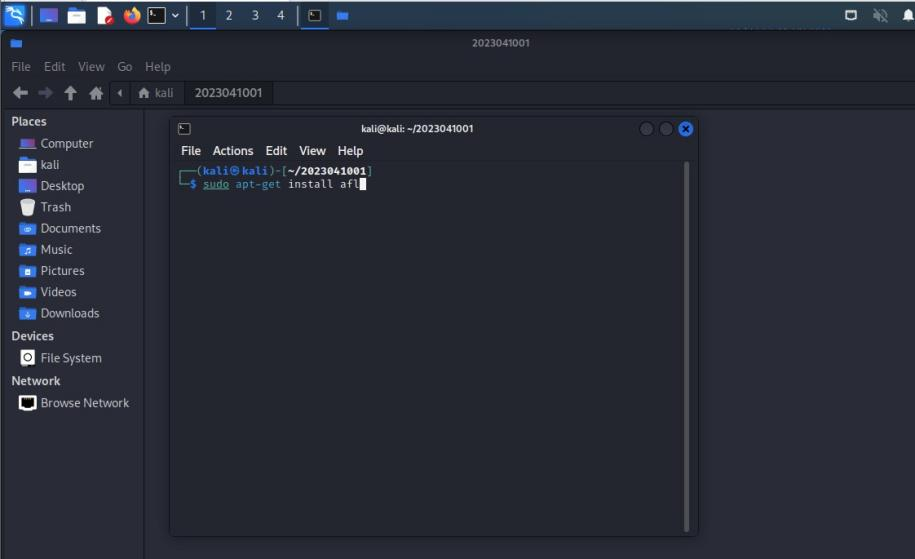 1 2 3 4
2023041001
File Edit View Go Help
kali 2023041001
Places
Computer
kali
Desktop
Trash
Documents
Music
Pictures
Videos
Downloads
Devices
File System
Network
Browse Network
kali@kali: ~/2023041001
File Actions Edit View Help
┌──(kali㉿kali)-[~/2023041001]
└─$ sudo apt-get install afl